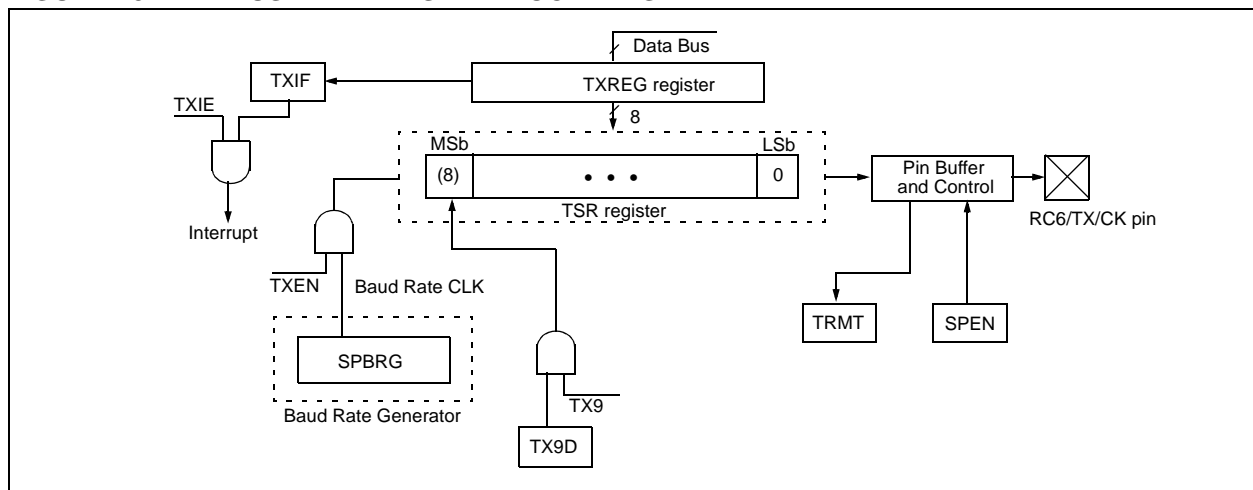 Data Bus
TXIF
TXREG register
TXIE
8
MSb
LSb
(8)
• • •
0
Pin Buffer
and Control
TSR register
RC6/TX/CK pin
Interrupt
TXEN
Baud Rate CLK
TRMT
SPEN
SPBRG
TX9
Baud Rate Generator
TX9D